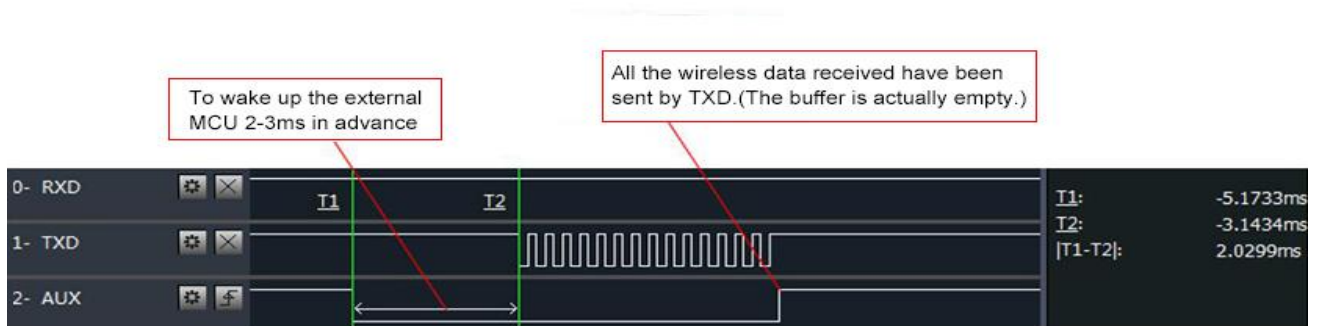 To wake up the external
MCU 2-3ms in advance
All the wireless data received have been
sent by TXD.(The buffer is actually empty.)
0- RXD
T1
T2
1- TXD
2- AUX
T1: -5.1733ms
T2: -3.1434ms
|T1-T2|: 2.0299ms